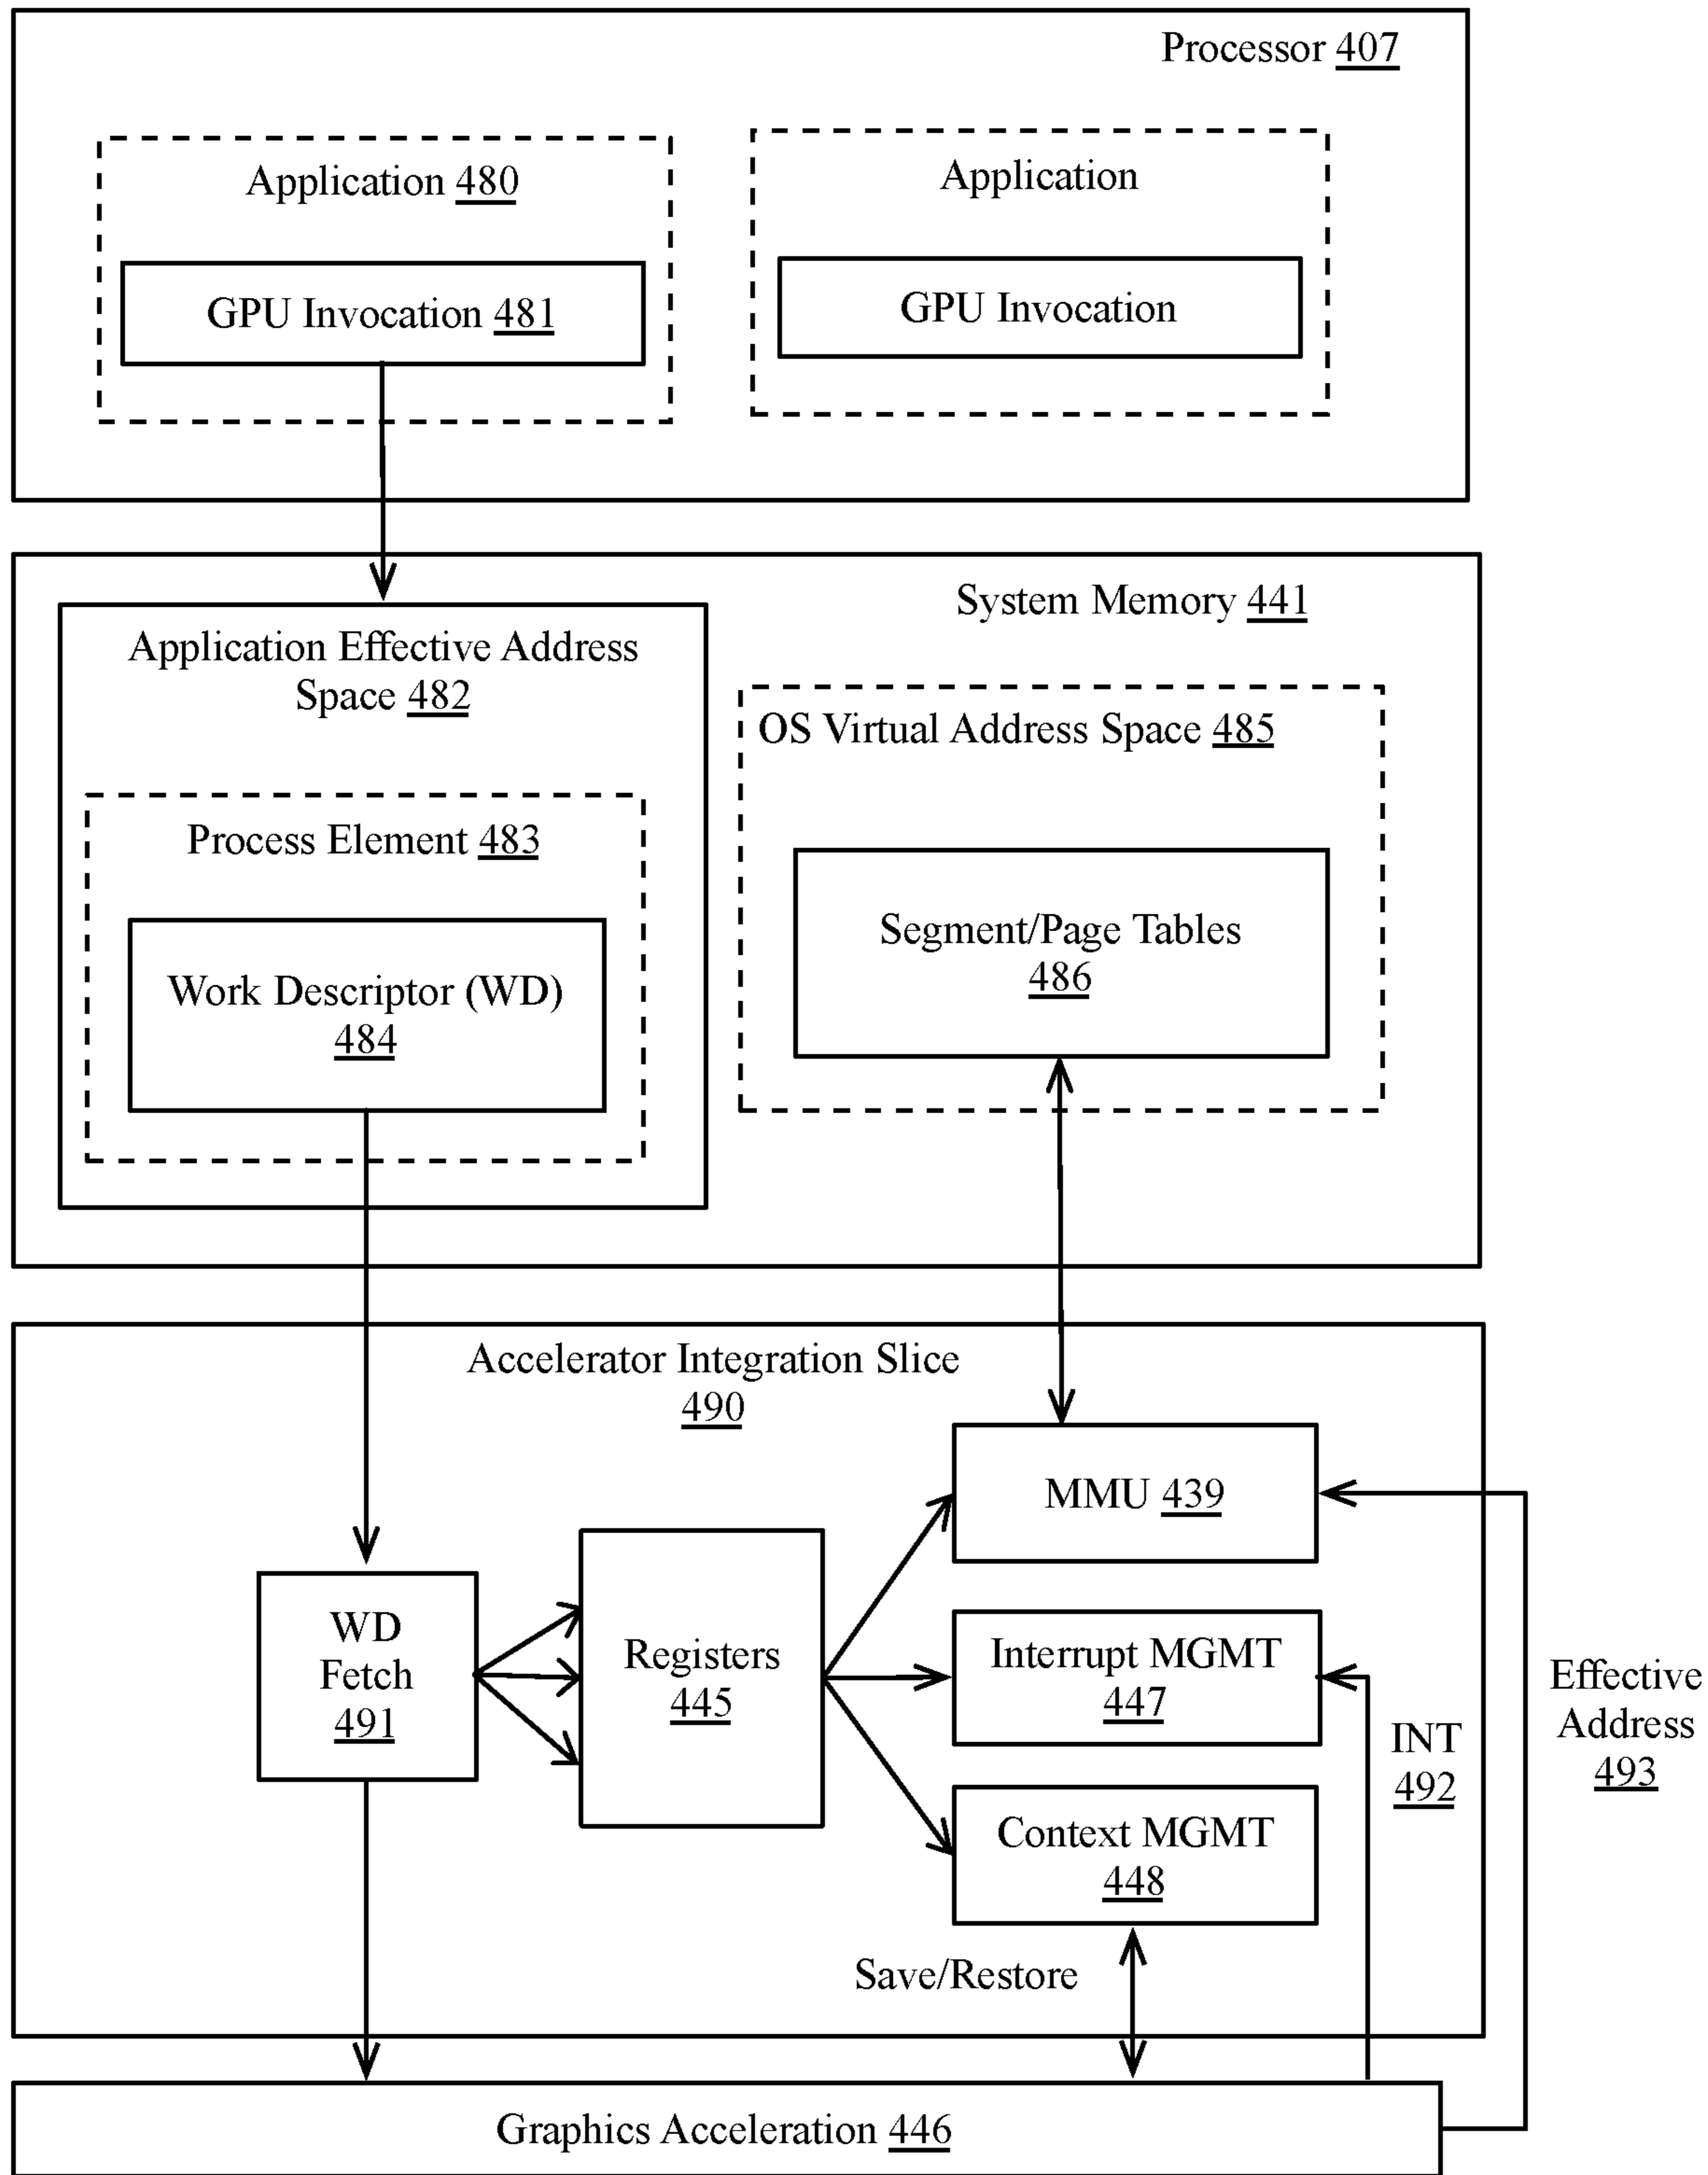 Processor 407
Application 480
GPU Invocation 481
Application
GPU Invocation
System Memory 441
Application Effective Address
Space 482
Process Element 483
Work Descriptor (WD)
484
OS Virtual Address Space 485
Segment/Page Tables
486
Accelerator Integration Slice
490
WD
Fetch
491
Registers
445
MMU 439
Interrupt MGMT
447
Context MGMT
448
Save/Restore
INT
492
Effective
Address
493
Graphics Acceleration 446